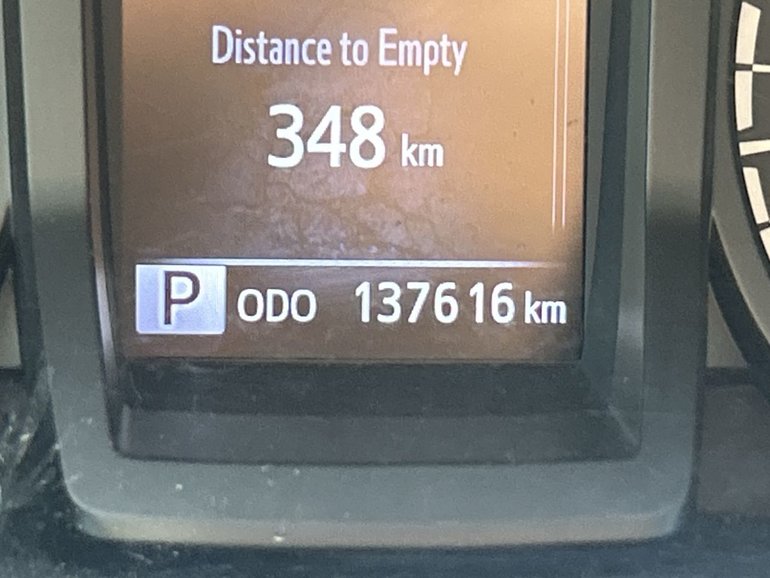 Distance to Empty
348 km
P ODO 137616 km